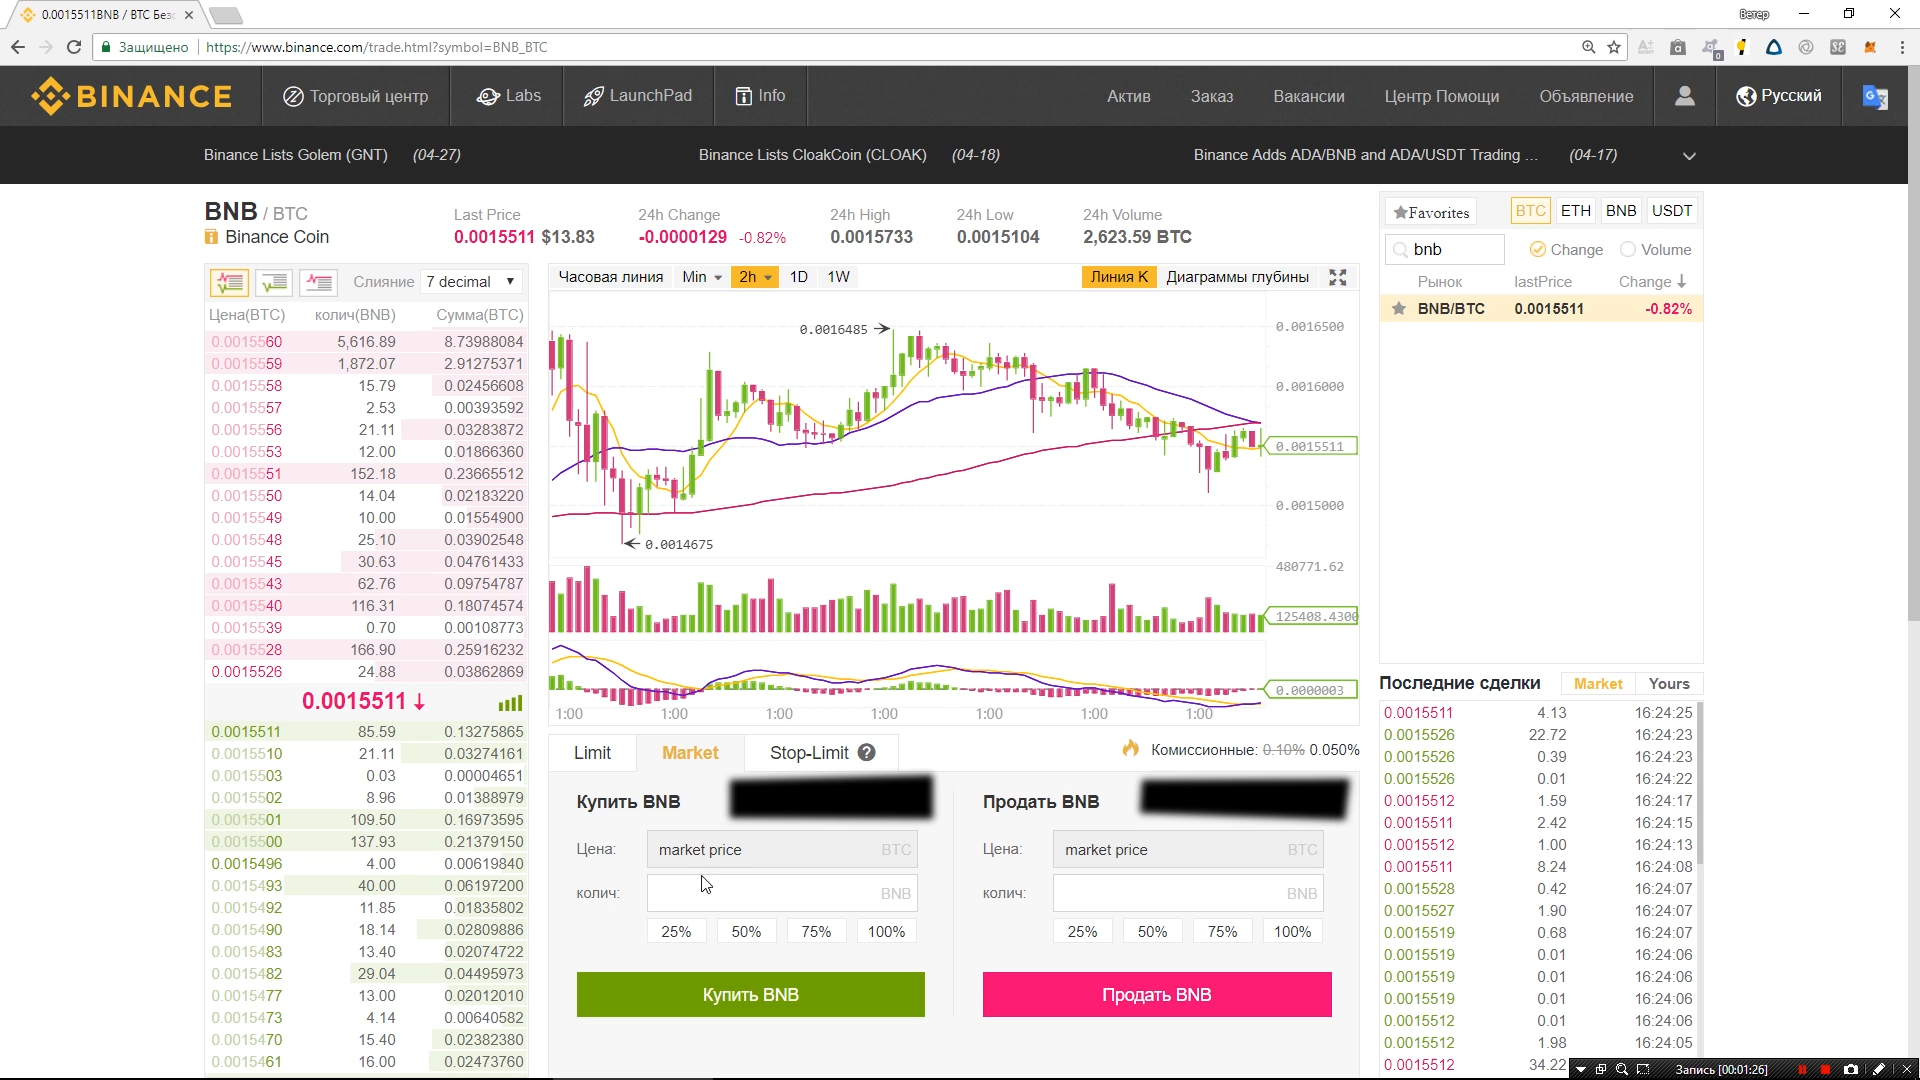 0.0015511BNB / BTC Без
Ветер
Защищено
https://www.binance.com/trade.html?symbol=BNB_BTC
BINANCE
Торговый центр
Labs
LaunchPad
Info
Актив
Заказ
Вакансии
Центр Помощи
Объявление
Русский
Binance Lists Golem (GNT) (04-27)
Binance Lists CloakCoin (CLOAK) (04-18)
Binance Adds ADA/BNB and ADA/USDT Trading ... (04-17)
BNB / BTC
Binance Coin
Last Price
0.0015511 $13.83
24h Change
-0.0000129 -0.82%
24h High
0.0015733
24h Low
0.0015104
24h Volume
2,623.59 BTC
Слияние 7 decimal
Цена(BTC) колич(BNB) Сумма(BTC)
0.0015560 5,616.89 8.73988084
0.0015559 1,872.07 2.91275371
0.0015558 15.79 0.02456608
0.0015557 2.53 0.00393592
0.0015556 21.11 0.03283872
0.0015553 12.00 0.01866360
0.0015551 152.18 0.23665512
0.0015550 14.04 0.02183220
0.0015549 10.00 0.01554900
0.0015548 25.10 0.03902548
0.0015545 30.63 0.04761433
0.0015543 62.76 0.09754787
0.0015540 116.31 0.18074574
0.0015539 0.70 0.00108773
0.0015528 166.90 0.25916232
0.0015526 24.88 0.03862869
0.0015511 ↓
0.0015511 85.59 0.13275865
0.0015510 21.11 0.03274161
0.0015503 0.03 0.00004651
0.0015502 8.96 0.01388979
0.0015501 109.50 0.16973595
0.0015500 137.93 0.21379150
0.0015496 4.00 0.00619840
0.0015493 40.00 0.06197200
0.0015492 11.85 0.01835802
0.0015490 18.14 0.02809886
0.0015483 13.40 0.02074722
0.0015482 29.04 0.04495973
0.0015477 13.00 0.02012010
0.0015473 4.14 0.00640582
0.0015470 15.40 0.02382380
0.0015461 16.00 0.02473760
Часовая линия Min 2h 1D 1W
Линия K Диаграммы глубины
0.0016485
0.0014675
0.0016500
0.0016000
0.0015511
0.0015000
480771.62
125408.4300
0.0000003
1:00 1:00 1:00 1:00 1:00 1:00 1:00
Limit
Market
Stop-Limit ?
Комиссионные: 0.10% 0.050%
Купить BNB
Цена: market price BTC
колич: BNB
25% 50% 75% 100%
Купить BNB
Продать BNB
Цена: market price BTC
колич: BNB
25% 50% 75% 100%
Продать BNB
Favorites BTC ETH BNB USDT
bnb Change Volume
Рынок lastPrice Change ↓
BNB/BTC 0.0015511 -0.82%
Последние сделки Market Yours
0.0015511 4.13 16:24:25
0.0015526 22.72 16:24:23
0.0015526 0.39 16:24:23
0.0015526 0.01 16:24:22
0.0015512 1.59 16:24:17
0.0015511 2.42 16:24:15
0.0015512 1.00 16:24:13
0.0015511 8.24 16:24:08
0.0015528 0.42 16:24:07
0.0015527 1.90 16:24:07
0.0015519 0.68 16:24:07
0.0015519 0.01 16:24:06
0.0015519 0.01 16:24:06
0.0015519 0.01 16:24:06
0.0015512 0.01 16:24:06
0.0015512 1.98 16:24:05
0.0015512 34.22
Запись [00:01:26]